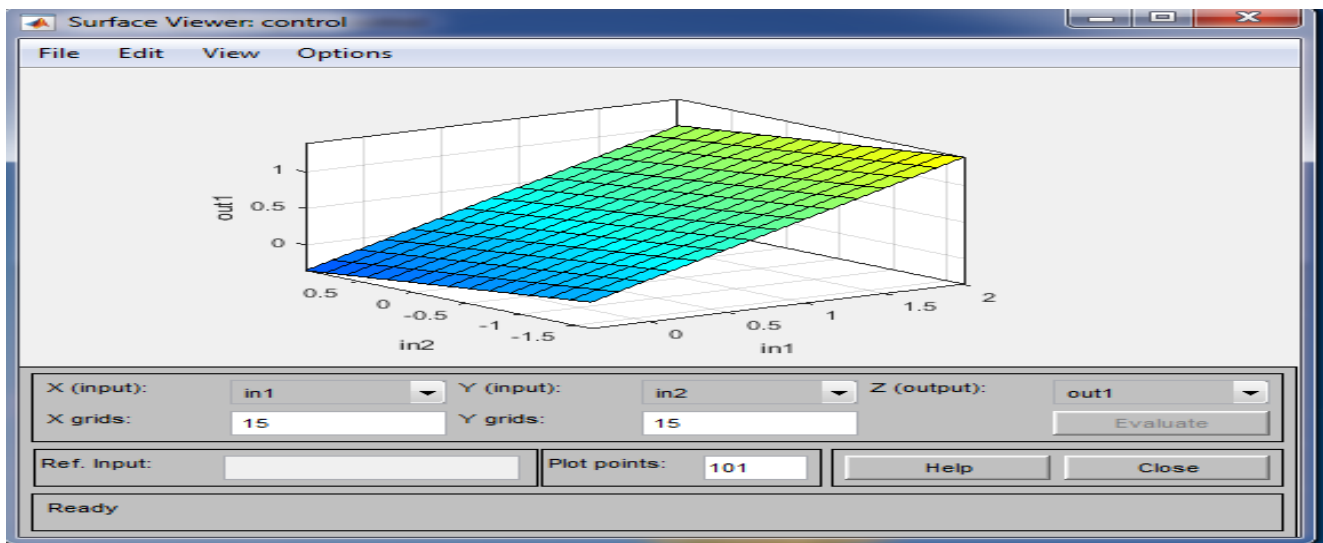 Surface Viewer: control
File Edit View Options
1
0.5
0
out1
0.5
0
-0.5
-1
-1.5
in2
0
0.5
1
1.5
2
in1
X (input): in1 Y (input): in2 Z (output): out1
X grids: 15 Y grids: 15 Evaluate
Ref. Input: Plot points: 101 Help Close
Ready